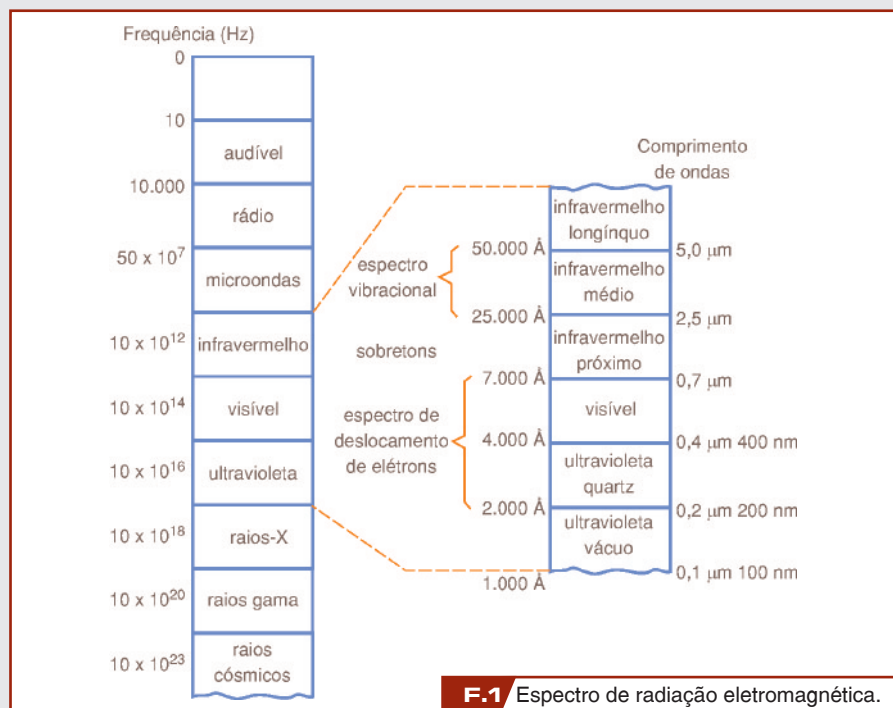 Frequência (Hz)
0
10
audível
10.000
rádio
50 x 10⁷
microondas
10 x 10¹²
infravermelho
10 x 10¹⁴
visível
10 x 10¹⁶
ultravioleta
10 x 10¹⁸
raios-X
10 x 10²⁰
raios gama
10 x 10²³
raios
cósmicos
espectro
vibracional
sobretons
espectro de
deslocamento
de elétrons
Comprimento
de ondas
infravermelho
longínquo
50.000 Å
5,0 µm
infravermelho
médio
25.000 Å
2,5 µm
infravermelho
próximo
7.000 Å
0,7 µm
visível
4.000 Å
0,4 µm 400 nm
ultravioleta
quartz
2.000 Å
0,2 µm 200 nm
ultravioleta
vácuo
1.000 Å
0,1 µm 100 nm
F.1 Espectro de radiação eletromagnética.